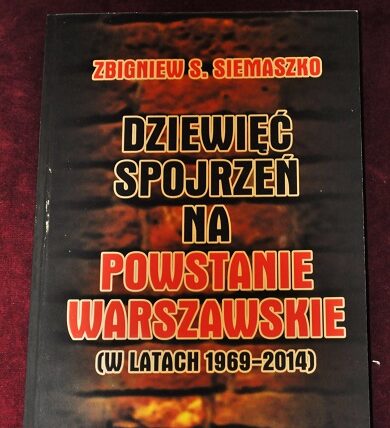 ZBIGNIEW S. SIEMASZKO
DZIEWIĘĆ
SPOJRZEŃ
NA
POWSTANIE
WARSZAWSKIE
(W LATACH 1969-2014)